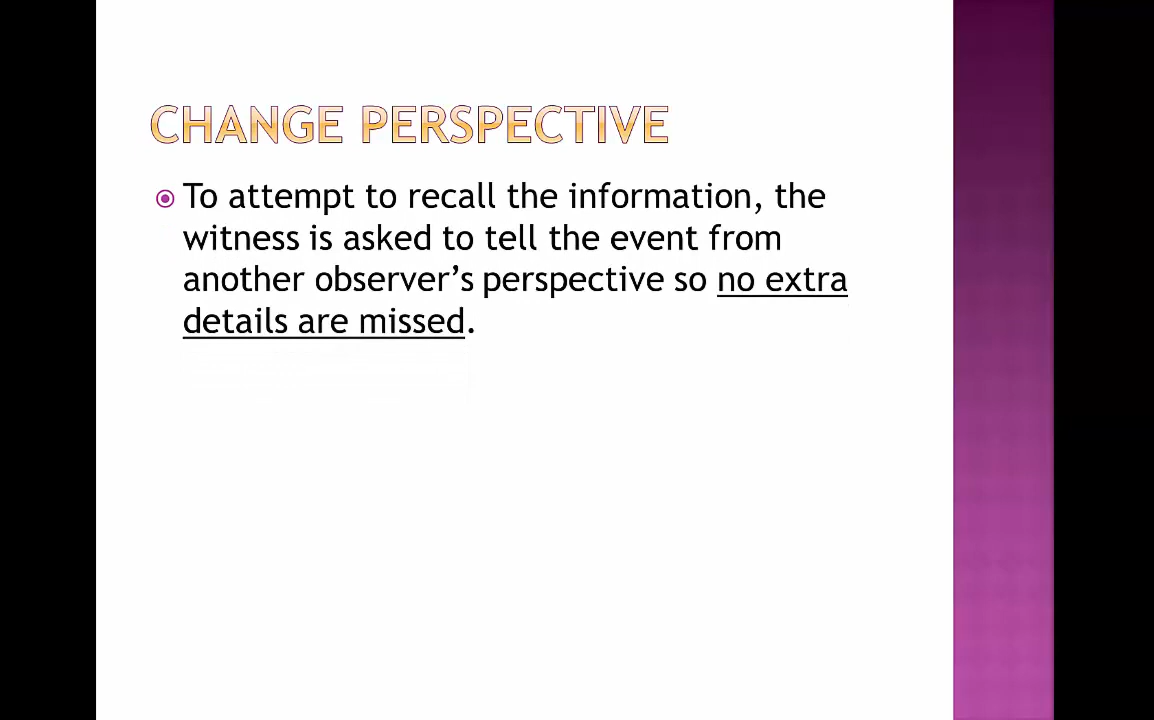 CHANGE PERSPECTIVE
To attempt to recall the information, the
witness is asked to tell the event from
another observer’s perspective so no extra
details are missed.